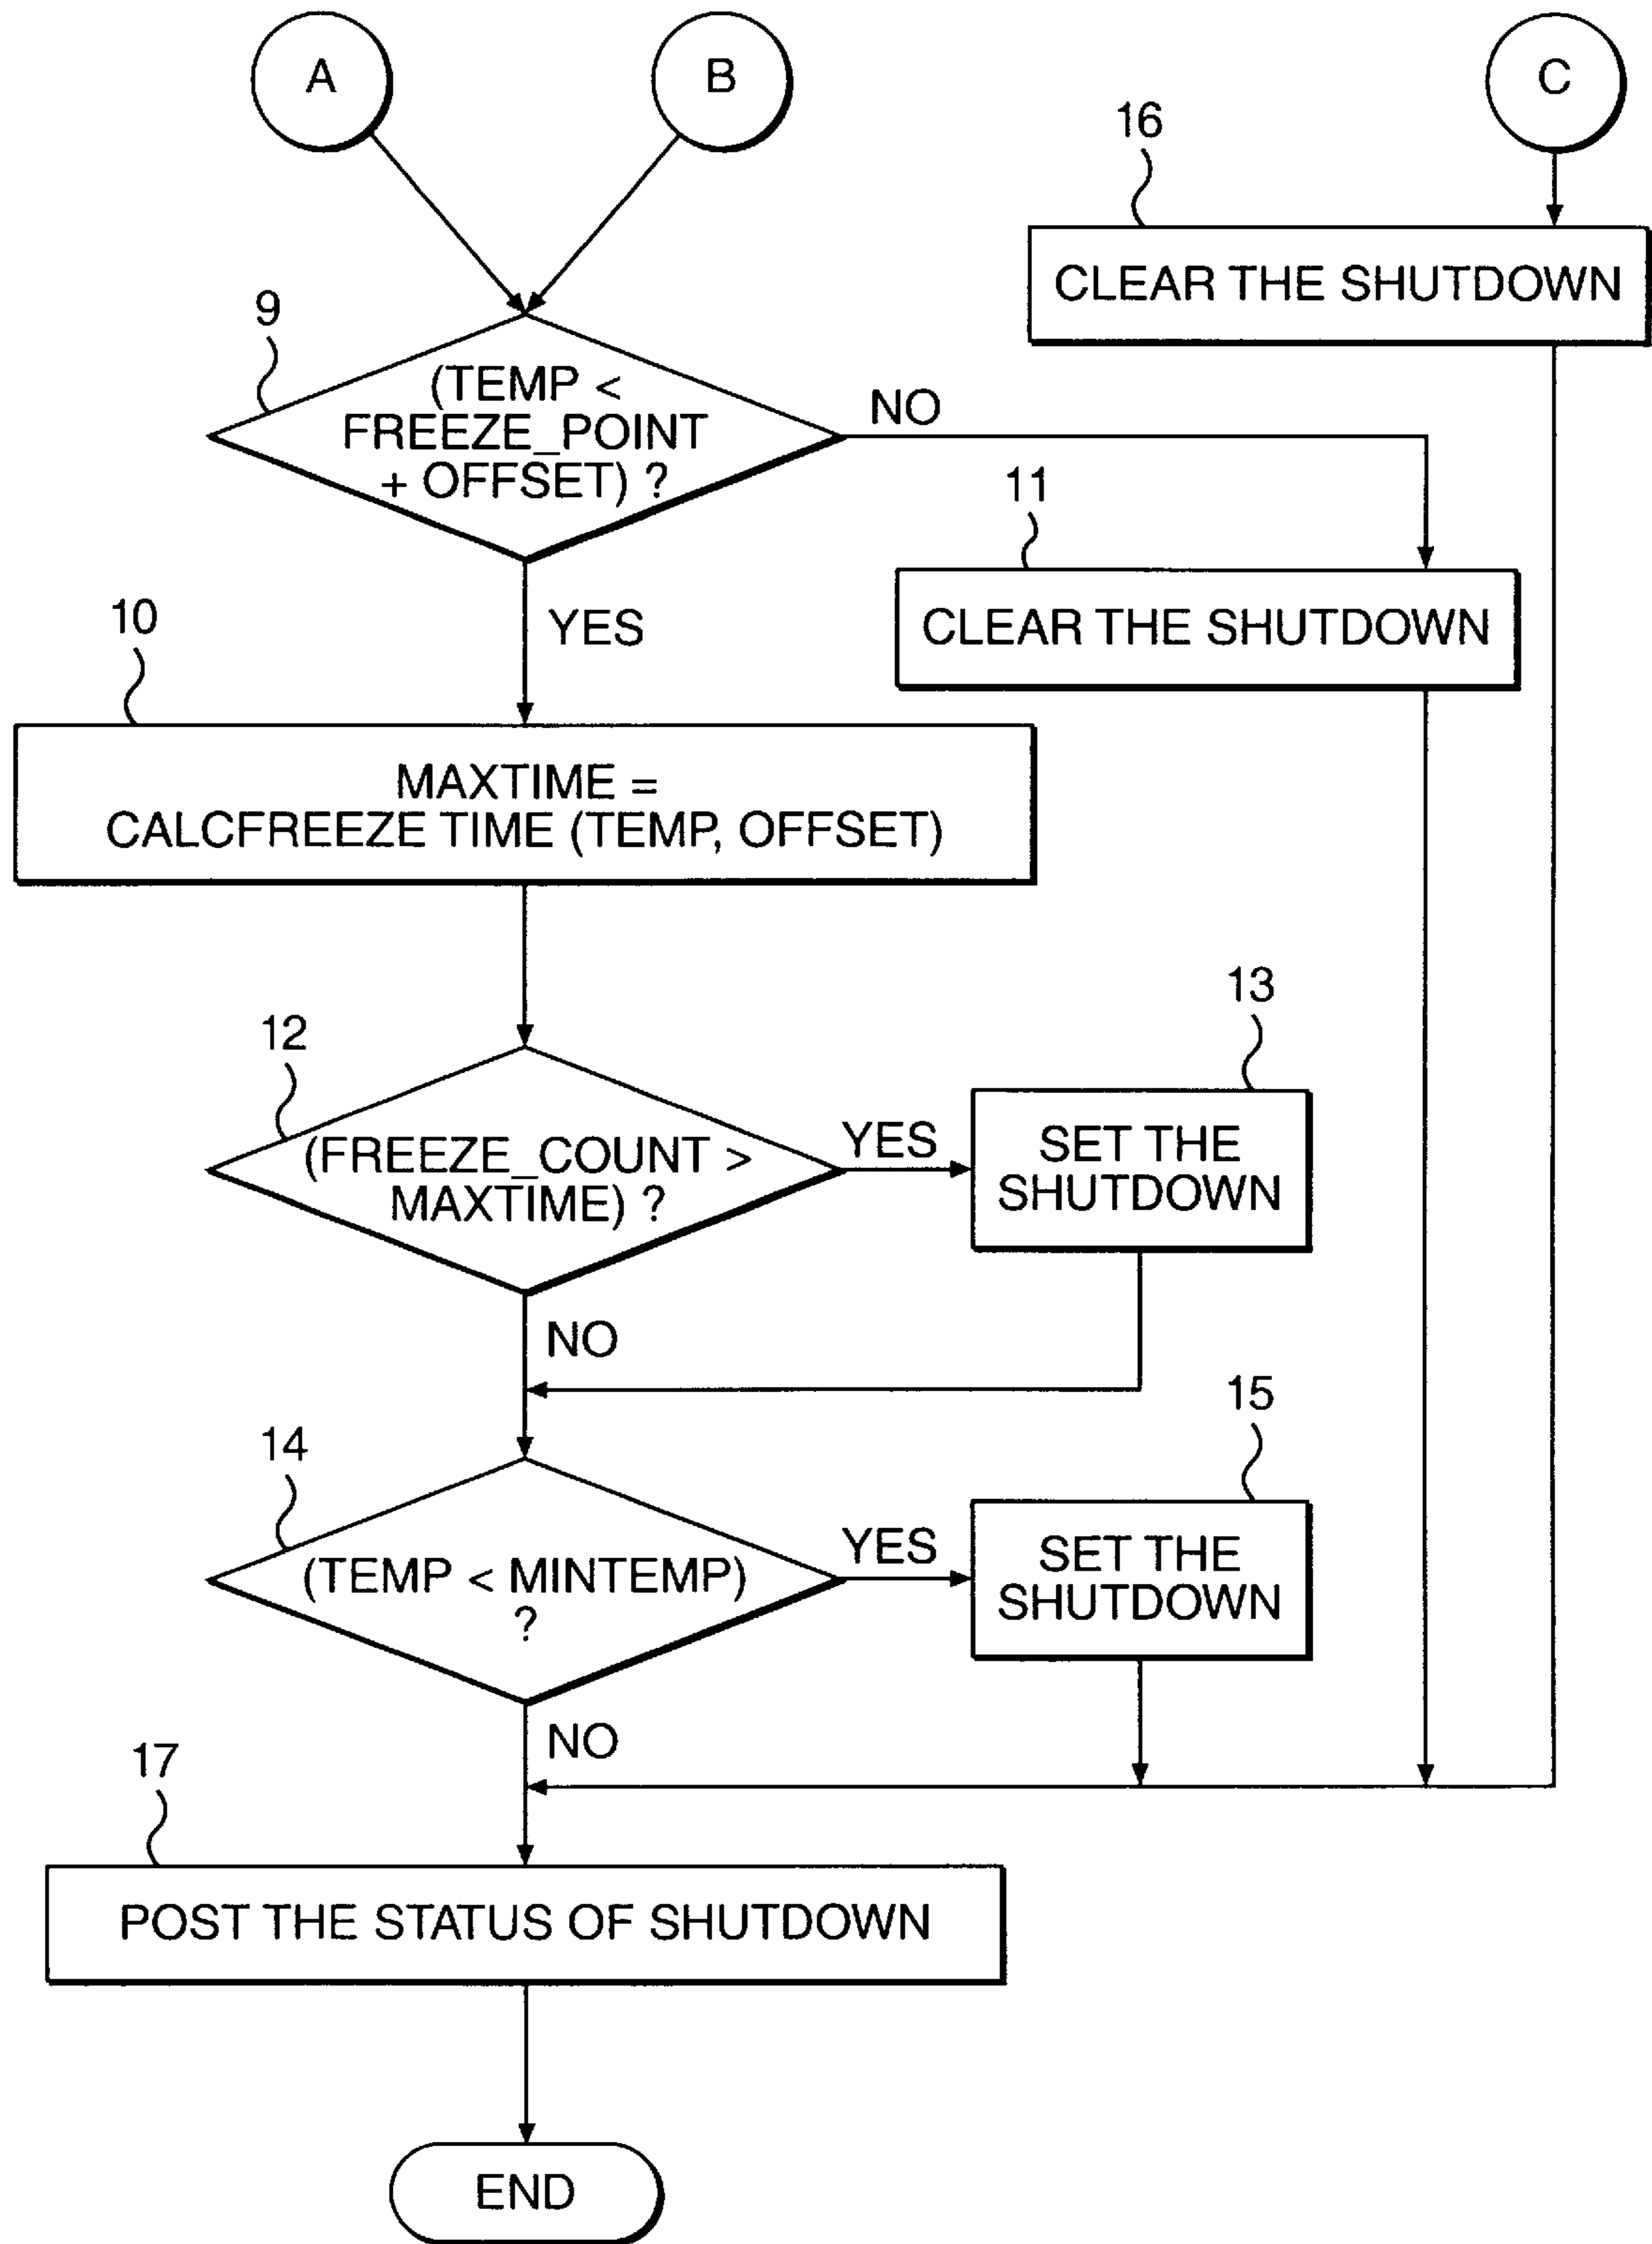 A
B
C
16
CLEAR THE SHUTDOWN
9
(TEMP <
FREEZE_POINT
+ OFFSET) ?
NO
11
CLEAR THE SHUTDOWN
YES
10
MAXTIME =
CALCFREEZE TIME (TEMP, OFFSET)
12
(FREEZE_COUNT >
MAXTIME) ?
YES
13
SET THE
SHUTDOWN
NO
14
(TEMP < MINTEMP)
?
YES
15
SET THE
SHUTDOWN
NO
17
POST THE STATUS OF SHUTDOWN
END